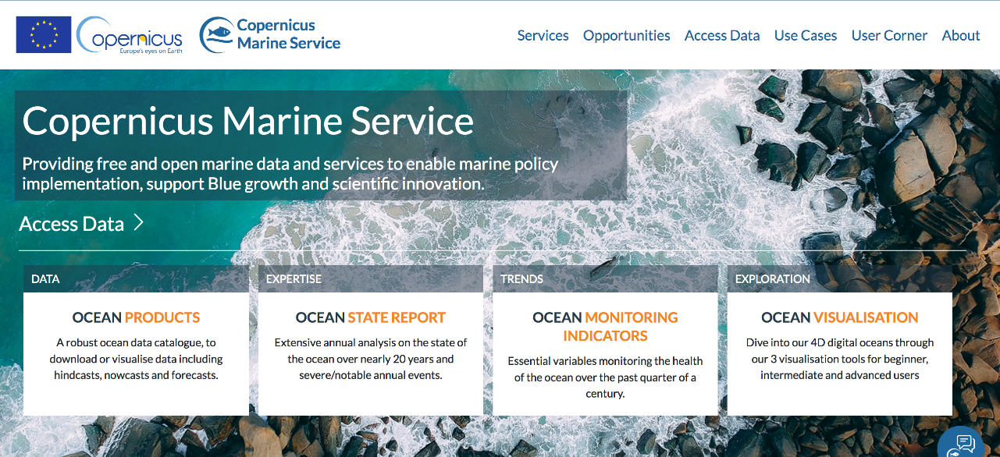 opernicus
Europe's eyes on Earth
Copernicus
Marine Service
Services Opportunities Access Data Use Cases User Corner About
Copernicus Marine Service
Providing free and open marine data and services to enable marine policy
implementation, support Blue growth and scientific innovation.
Access Data
DATA
OCEAN PRODUCTS
A robust ocean data catalogue, to
download or visualise data including
hindcasts, nowcasts and forecasts.
EXPERTISE
OCEAN STATE REPORT
Extensive annual analysis on the state of
the ocean over nearly 20 years and
severe/notable annual events.
TRENDS
OCEAN MONITORING
INDICATORS
Essential variables monitoring the health
of the ocean over the past quarter of a
century.
EXPLORATION
OCEAN VISUALISATION
Dive into our 4D digital oceans through
our 3 visualisation tools for beginner,
intermediate and advanced users